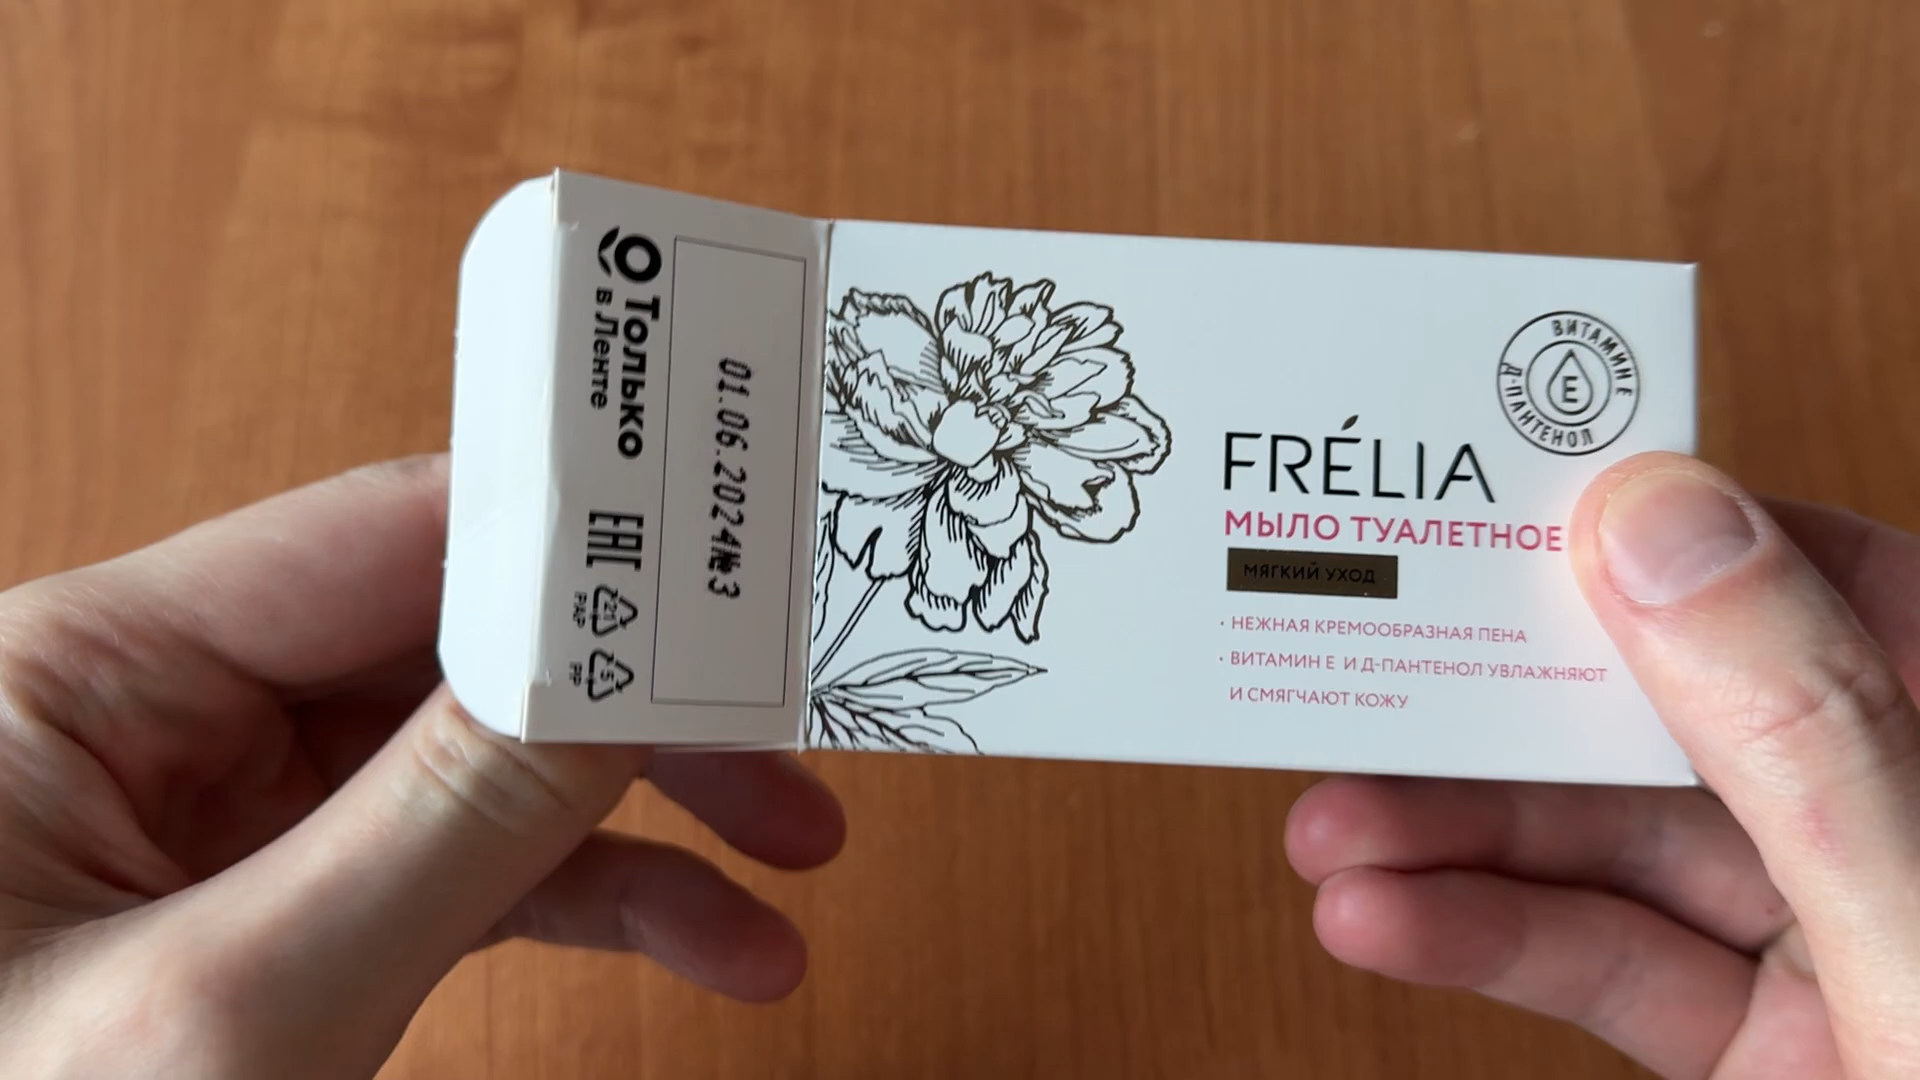 Только
в Ленте
EAC
21
PAP
5
PP
01.06.2024№3
ВИТАМИН Е
Д-ПАНТЕНОЛ
E
FRÉLIA
МЫЛО ТУАЛЕТНОЕ
МЯГКИЙ УХОД
• НЕЖНАЯ КРЕМООБРАЗНАЯ ПЕНА
• ВИТАМИН Е И Д-ПАНТЕНОЛ УВЛАЖНЯЮТ
И СМЯГЧАЮТ КОЖУ